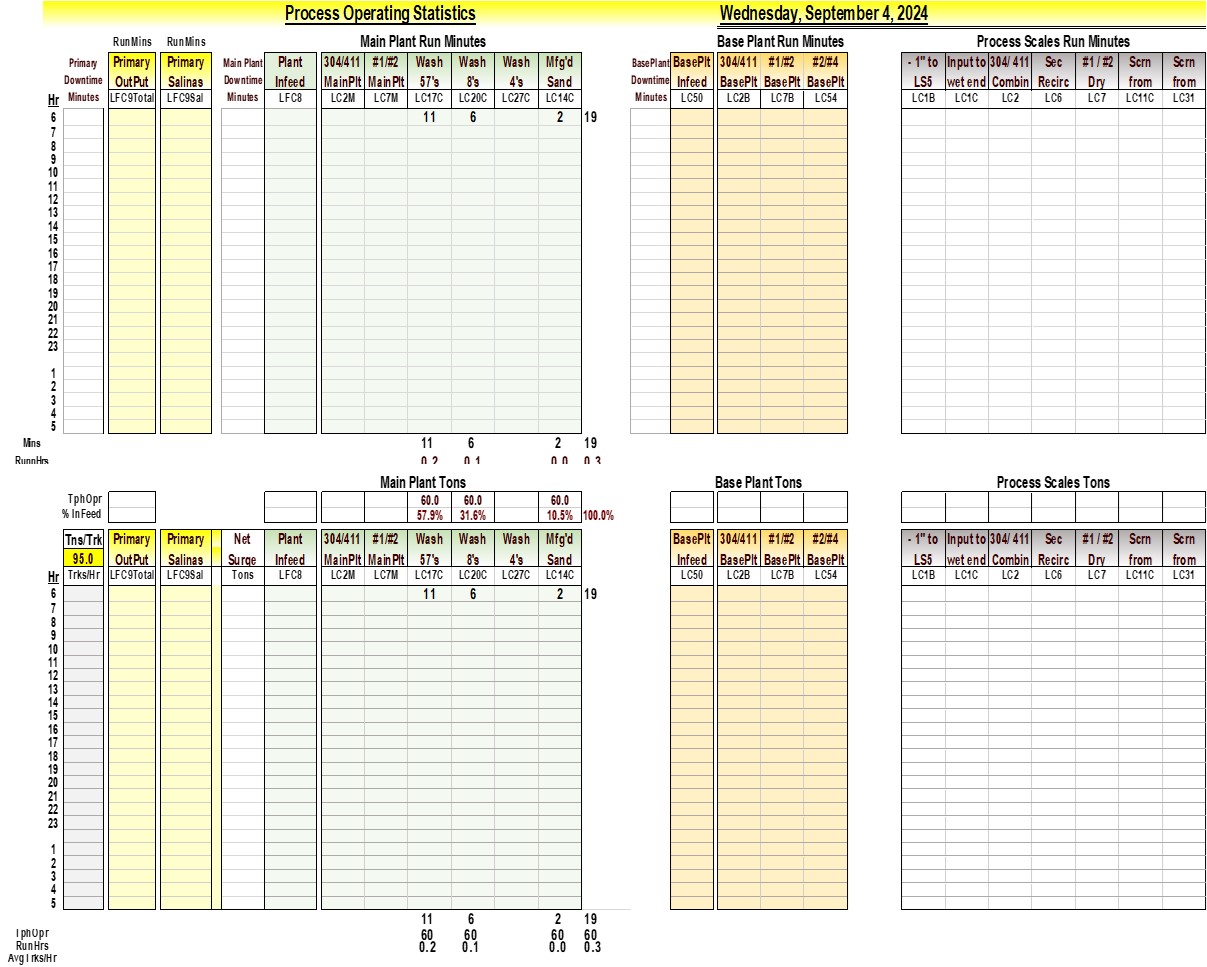 Process Operating Statistics Wednesday, September 4, 2024
RunMins RunMins Main Plant Run Minutes Base Plant Run Minutes Process Scales Run Minutes
Primary Primary Primary Main Plant Plant 304/411 #1/#2 Wash Wash Wash Mfg'd BasePlant BasePlt 304/411 #1/#2 #2/#4 - 1" to Input to 304/ 411 Sec #1 / #2 Scrn Scrn
Downtime OutPut Salinas Downtime Infeed MainPlt MainPlt 57's 8's 4's Sand Downtime Infeed BasePlt BasePlt BasePlt LS5 wet end Combin Recirc Dry from from
Hr Minutes LFC9Total LFC9Sal Minutes LFC8 LC2M LC7M LC17C LC20C LC27C LC14C Minutes LC50 LC2B LC7B LC54 LC1B LC1C LC2 LC6 LC7 LC11C LC31
6 11 6 2 19
7
8
9
10
11
12
13
14
15
16
17
18
19
20
21
22
23
1
2
3
4
5
Mins 11 6 2 19
RunnHrs 0.2 0.1 0.0 0.3
Main Plant Tons Base Plant Tons Process Scales Tons
TphOpr 60.0 60.0 60.0
% InFeed 57.9% 31.6% 10.5% 100.0%
Tns/Trk Primary Primary Net Plant 304/411 #1/#2 Wash Wash Wash Mfg'd BasePlt 304/411 #1/#2 #2/#4 - 1" to Input to 304/ 411 Sec #1 / #2 Scrn Scrn
95.0 OutPut Salinas Surge Infeed MainPlt MainPlt 57's 8's 4's Sand Infeed BasePlt BasePlt BasePlt LS5 wet end Combin Recirc Dry from from
Hr Trks/Hr LFC9Total LFC9Sal Tons LFC8 LC2M LC7M LC17C LC20C LC27C LC14C LC50 LC2B LC7B LC54 LC1B LC1C LC2 LC6 LC7 LC11C LC31
6 11 6 2 19
7
8
9
10
11
12
13
14
15
16
17
18
19
20
21
22
23
1
2
3
4
5
11 6 2 19
TphOpr 60 60 60 60
RunHrs 0.2 0.1 0.0 0.3
AvgTrks/Hr